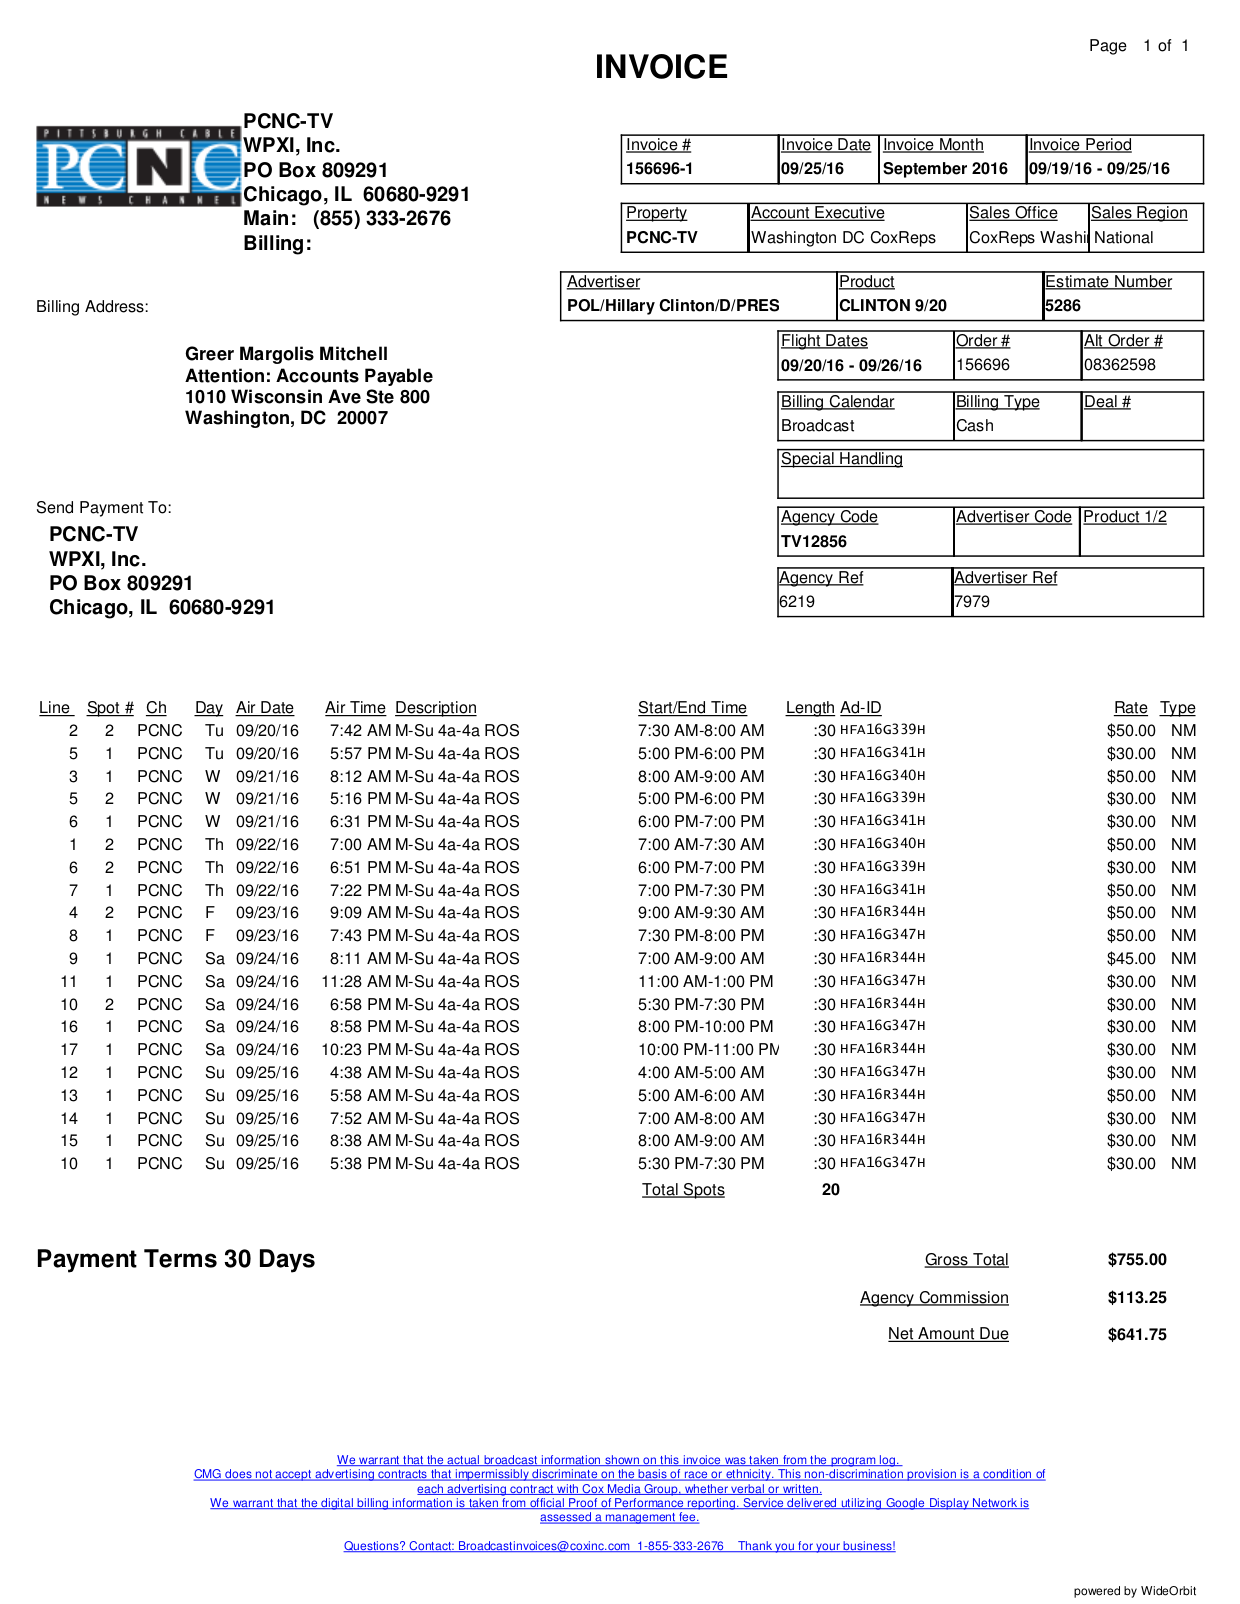 Page 1 of 1
INVOICE
PITTSBURGH CABLE
PCNC
NEWS CHANNEL
PCNC-TV
WPXI, Inc.
PO Box 809291
Chicago, IL 60680-9291
Main: (855) 333-2676
Billing:
Invoice # Invoice Date Invoice Month Invoice Period
156696-1 09/25/16 September 2016 09/19/16 - 09/25/16
Property Account Executive Sales Office Sales Region
PCNC-TV Washington DC CoxReps CoxReps Washi National
Advertiser Product Estimate Number
POL/Hillary Clinton/D/PRES CLINTON 9/20 5286
Billing Address:
Greer Margolis Mitchell
Attention: Accounts Payable
1010 Wisconsin Ave Ste 800
Washington, DC 20007
Flight Dates Order # Alt Order #
09/20/16 - 09/26/16 156696 08362598
Billing Calendar Billing Type Deal #
Broadcast Cash
Special Handling
Send Payment To:
PCNC-TV
WPXI, Inc.
PO Box 809291
Chicago, IL 60680-9291
Agency Code Advertiser Code Product 1/2
TV12856
Agency Ref Advertiser Ref
6219 7979
Line Spot # Ch Day Air Date Air Time Description Start/End Time Length Ad-ID Rate Type
2 2 PCNC Tu 09/20/16 7:42 AM M-Su 4a-4a ROS 7:30 AM-8:00 AM :30 HFA16G339H $50.00 NM
5 1 PCNC Tu 09/20/16 5:57 PM M-Su 4a-4a ROS 5:00 PM-6:00 PM :30 HFA16G341H $30.00 NM
3 1 PCNC W 09/21/16 8:12 AM M-Su 4a-4a ROS 8:00 AM-9:00 AM :30 HFA16G340H $50.00 NM
5 2 PCNC W 09/21/16 5:16 PM M-Su 4a-4a ROS 5:00 PM-6:00 PM :30 HFA16G339H $30.00 NM
6 1 PCNC W 09/21/16 6:31 PM M-Su 4a-4a ROS 6:00 PM-7:00 PM :30 HFA16G341H $30.00 NM
1 2 PCNC Th 09/22/16 7:00 AM M-Su 4a-4a ROS 7:00 AM-7:30 AM :30 HFA16G340H $50.00 NM
6 2 PCNC Th 09/22/16 6:51 PM M-Su 4a-4a ROS 6:00 PM-7:00 PM :30 HFA16G339H $30.00 NM
7 1 PCNC Th 09/22/16 7:22 PM M-Su 4a-4a ROS 7:00 PM-7:30 PM :30 HFA16G341H $50.00 NM
4 2 PCNC F 09/23/16 9:09 AM M-Su 4a-4a ROS 9:00 AM-9:30 AM :30 HFA16R344H $50.00 NM
8 1 PCNC F 09/23/16 7:43 PM M-Su 4a-4a ROS 7:30 PM-8:00 PM :30 HFA16G347H $50.00 NM
9 1 PCNC Sa 09/24/16 8:11 AM M-Su 4a-4a ROS 7:00 AM-9:00 AM :30 HFA16R344H $45.00 NM
11 1 PCNC Sa 09/24/16 11:28 AM M-Su 4a-4a ROS 11:00 AM-1:00 PM :30 HFA16G347H $30.00 NM
10 2 PCNC Sa 09/24/16 6:58 PM M-Su 4a-4a ROS 5:30 PM-7:30 PM :30 HFA16R344H $30.00 NM
16 1 PCNC Sa 09/24/16 8:58 PM M-Su 4a-4a ROS 8:00 PM-10:00 PM :30 HFA16G347H $30.00 NM
17 1 PCNC Sa 09/24/16 10:23 PM M-Su 4a-4a ROS 10:00 PM-11:00 PM :30 HFA16R344H $30.00 NM
12 1 PCNC Su 09/25/16 4:38 AM M-Su 4a-4a ROS 4:00 AM-5:00 AM :30 HFA16G347H $30.00 NM
13 1 PCNC Su 09/25/16 5:58 AM M-Su 4a-4a ROS 5:00 AM-6:00 AM :30 HFA16R344H $50.00 NM
14 1 PCNC Su 09/25/16 7:52 AM M-Su 4a-4a ROS 7:00 AM-8:00 AM :30 HFA16G347H $30.00 NM
15 1 PCNC Su 09/25/16 8:38 AM M-Su 4a-4a ROS 8:00 AM-9:00 AM :30 HFA16R344H $30.00 NM
10 1 PCNC Su 09/25/16 5:38 PM M-Su 4a-4a ROS 5:30 PM-7:30 PM :30 HFA16G347H $30.00 NM
Total Spots 20
Payment Terms 30 Days
Gross Total $755.00
Agency Commission $113.25
Net Amount Due $641.75
We warrant that the actual broadcast information shown on this invoice was taken from the program log.
CMG does not accept advertising contracts that impermissibly discriminate on the basis of race or ethnicity. This non-discrimination provision is a condition of
each advertising contract with Cox Media Group, whether verbal or written.
We warrant that the digital billing information is taken from official Proof of Performance reporting. Service delivered utilizing Google Display Network is
assessed a management fee.
Questions? Contact: Broadcastinvoices@coxinc.com 1-855-333-2676 Thank you for your business!
powered by WideOrbit